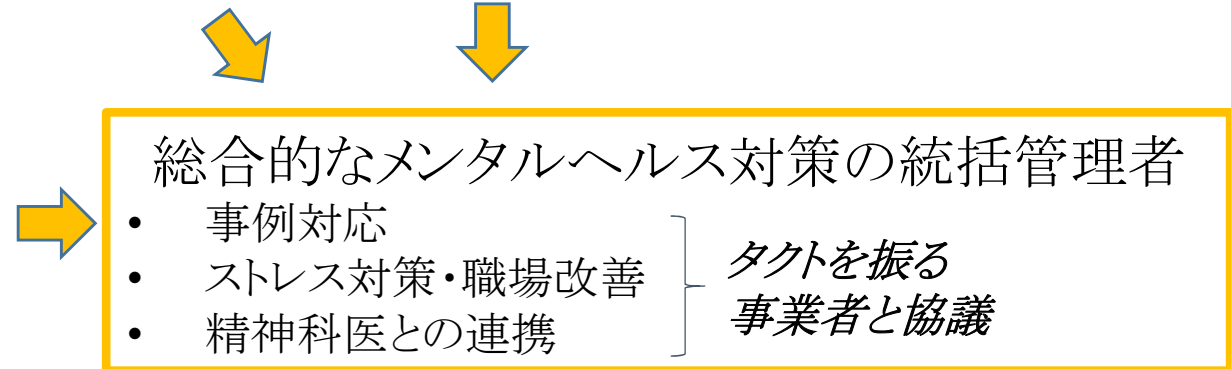 総合的なメンタルヘルス対策の統括管理者
• 事例対応
• ストレス対策・職場改善
• 精神科医との連携
タクトを振る
事業者と協議